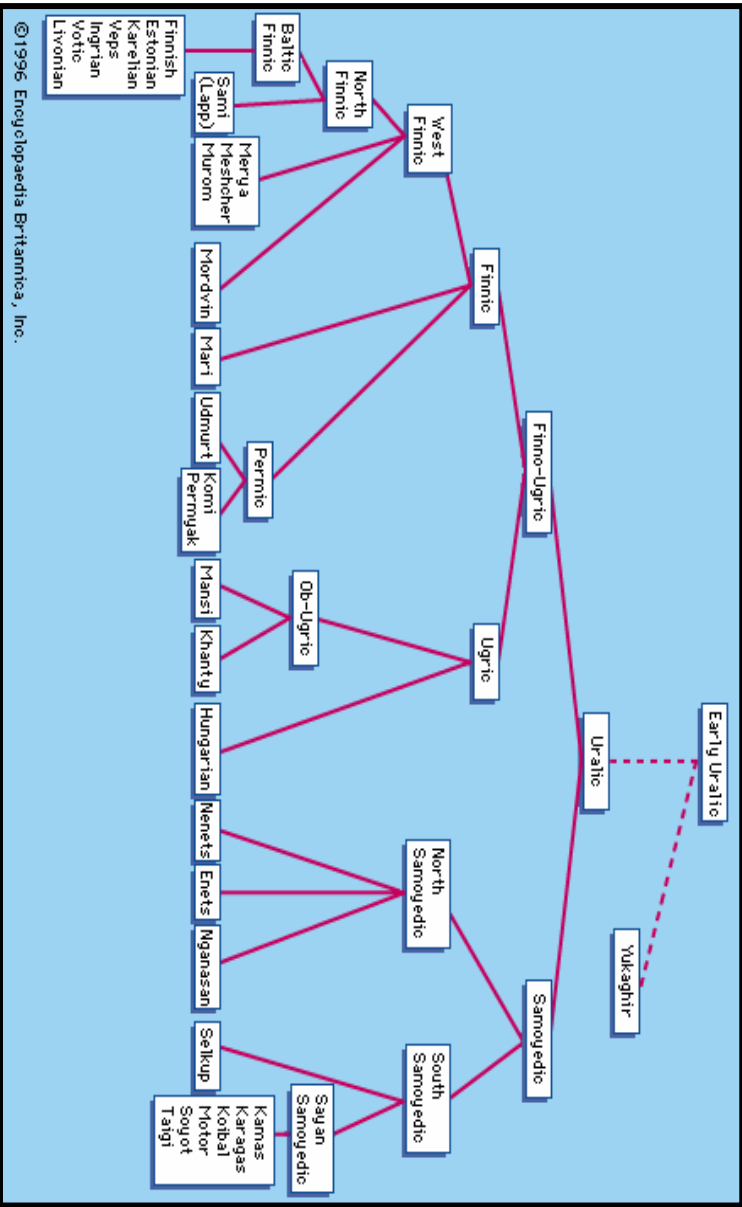 Early Uralic
Yukaghir
Uralic
Finno-Ugric
Samoyedic
Finnic
Ugric
West
Finnic
North
Samoyedic
South
Samoyedic
North
Finnic
Baltic
Finnic
Ob-Ugric
Sayan
Samoyedic
Permic
Finnish
Estonian
Karelian
Veps
Ingrian
Votic
Livonian
Sami
(Lapp)
Merya
Meshcher
Murom
Mordvin
Mari
Udmurt
Komi
Permyak
Mansi
Khanty
Hungarian
Nenets
Enets
Nganasan
Selkup
Kamas
Karagas
Koibal
Motor
Soyot
Taigi
©1996 Encyclopaedia Britannica, Inc.